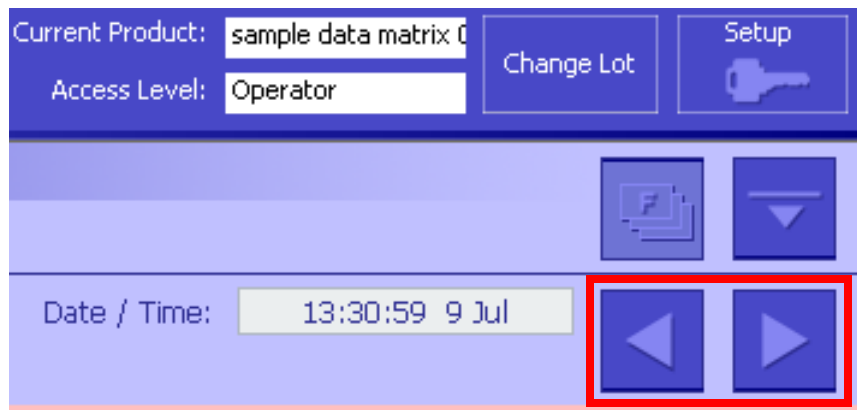 Current Product: sample data matrix
Access Level: Operator
Change Lot
Setup
F
Date / Time: 13:30:59 9 Jul